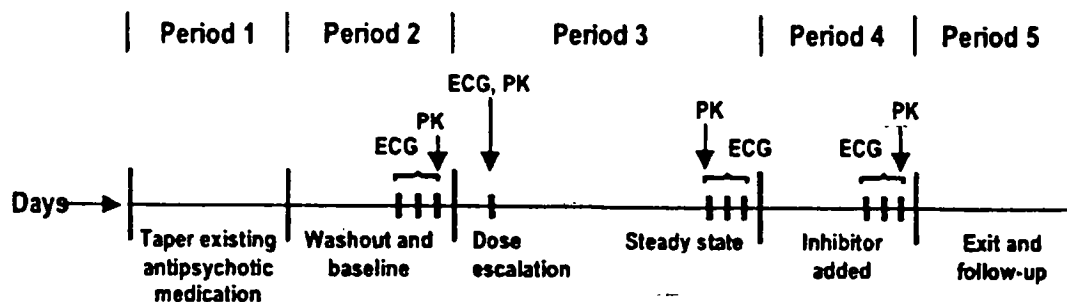 Period 1 Period 2 Period 3 Period 4 Period 5
ECG, PK
PK PK PK
ECG ECG ECG
Days
Taper existing Washout and Dose Steady state Inhibitor Exit and
antipsychotic baseline escalation added follow-up
medication